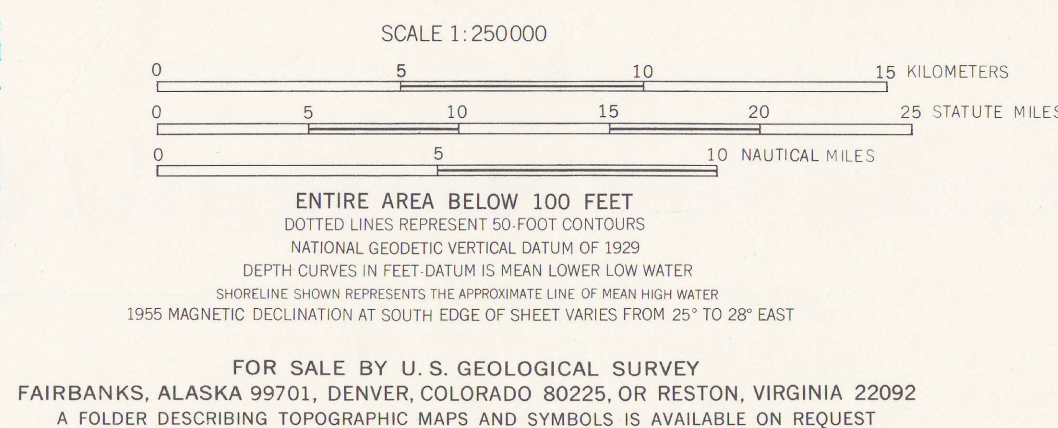 SCALE 1:250000
0 5 10 15 KILOMETERS
0 5 10 15 20 25 STATUTE MILES
0 5 10 NAUTICAL MILES
ENTIRE AREA BELOW 100 FEET
DOTTED LINES REPRESENT 50-FOOT CONTOURS
NATIONAL GEODETIC VERTICAL DATUM OF 1929
DEPTH CURVES IN FEET-DATUM IS MEAN LOWER LOW WATER
SHORELINE SHOWN REPRESENTS THE APPROXIMATE LINE OF MEAN HIGH WATER
1955 MAGNETIC DECLINATION AT SOUTH EDGE OF SHEET VARIES FROM 25° TO 28° EAST
FOR SALE BY U. S. GEOLOGICAL SURVEY
FAIRBANKS, ALASKA 99701, DENVER, COLORADO 80225, OR RESTON, VIRGINIA 22092
A FOLDER DESCRIBING TOPOGRAPHIC MAPS AND SYMBOLS IS AVAILABLE ON REQUEST